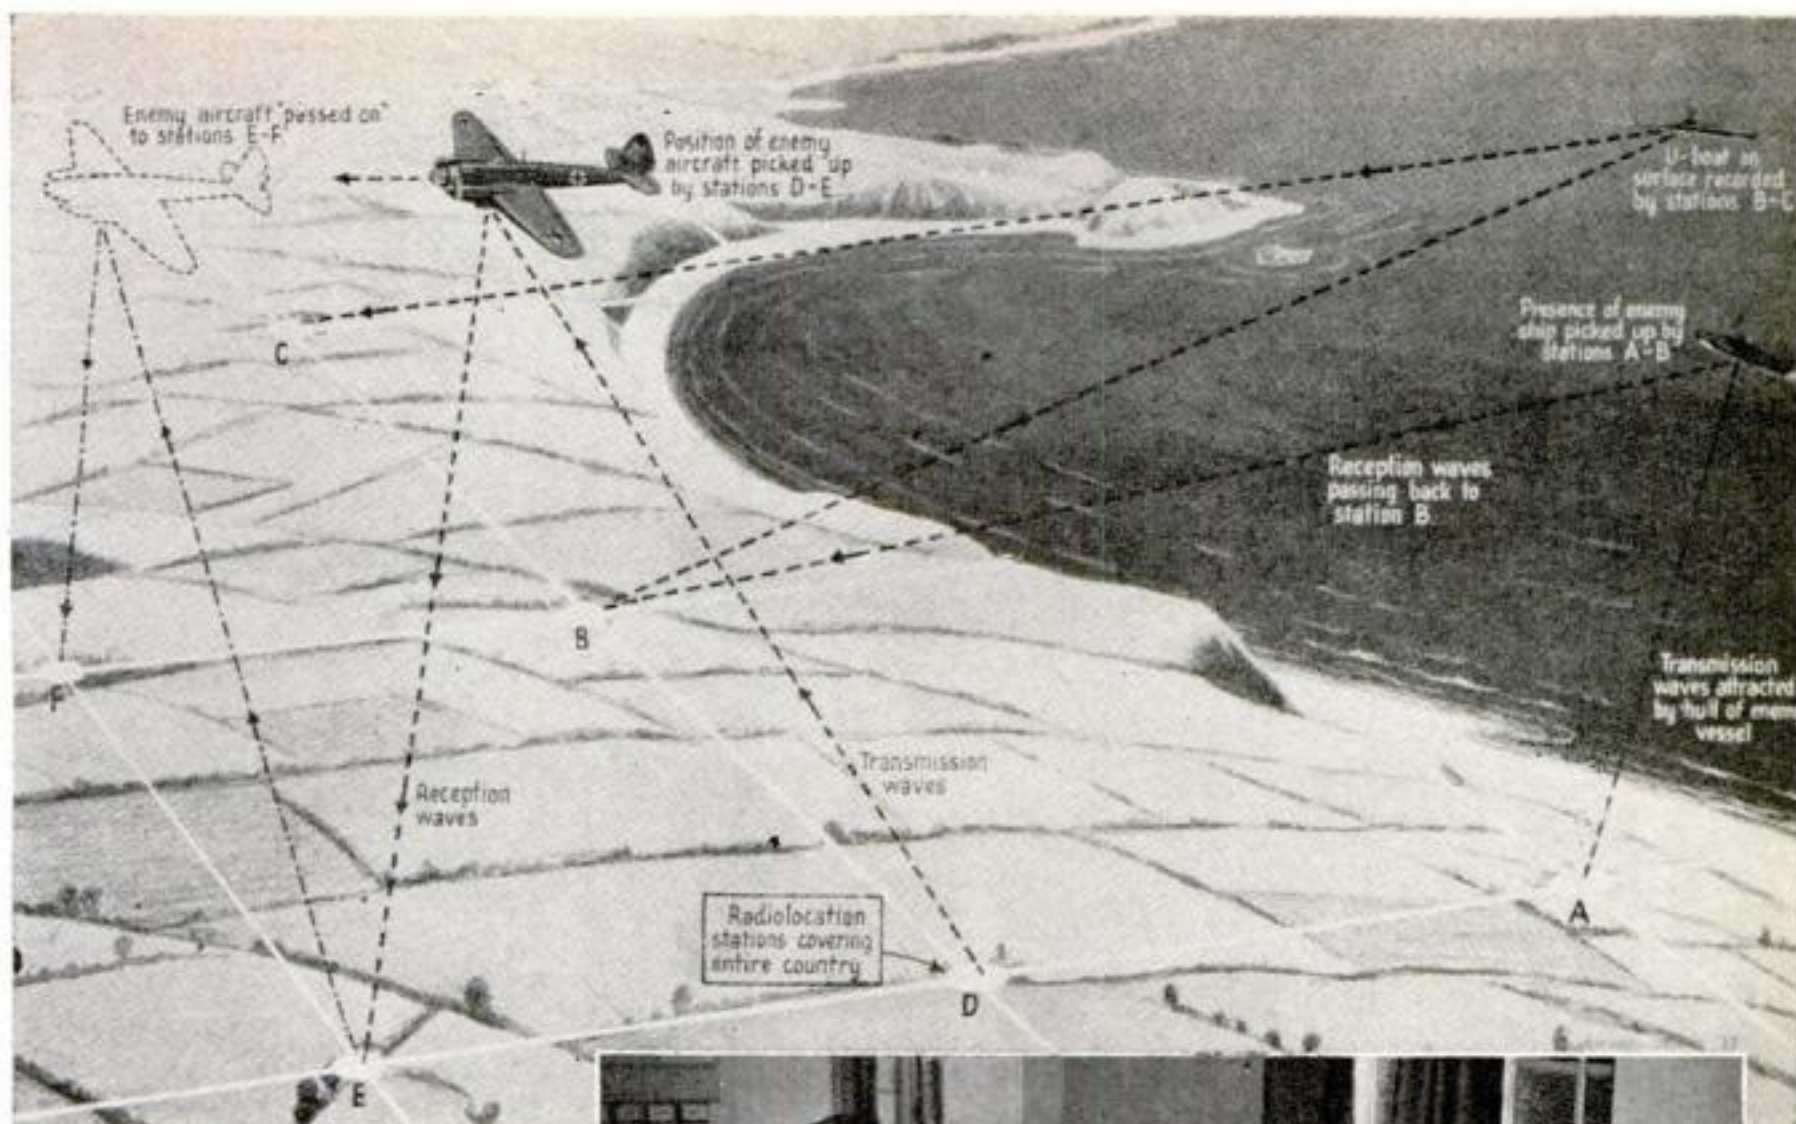 Enemy aircraft "passed on"
to stations E-F.
Position of enemy
aircraft picked up
by stations D-E
U-boat on
surface recorded
by stations B-C
C
Presence of enemy
ship picked up by
Stations A-B
Reception waves
passing back to
station B.
B
F
Transmission
waves attracted
by hull of
vessel
Reception
waves
Transmission
waves
Radiolocation
stations covering
entire country
A
D
E